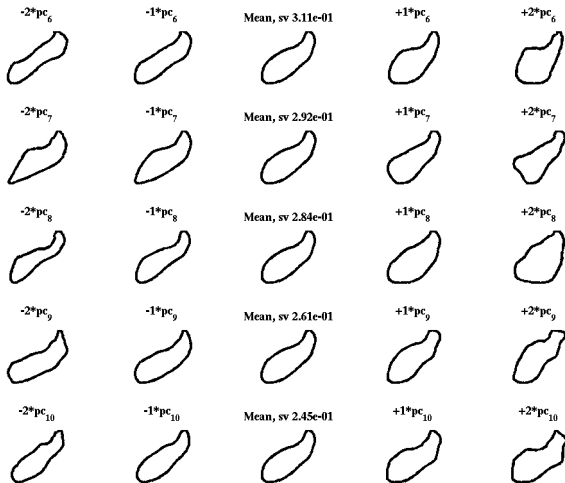 -2*pc6 -1*pc6 Mean, sv 3.11e-01 +1*pc6 +2*pc6
-2*pc7 -1*pc7 Mean, sv 2.92e-01 +1*pc7 +2*pc7
-2*pc8 -1*pc8 Mean, sv 2.84e-01 +1*pc8 +2*pc8
-2*pc9 -1*pc9 Mean, sv 2.61e-01 +1*pc9 +2*pc9
-2*pc10 -1*pc10 Mean, sv 2.45e-01 +1*pc10 +2*pc10